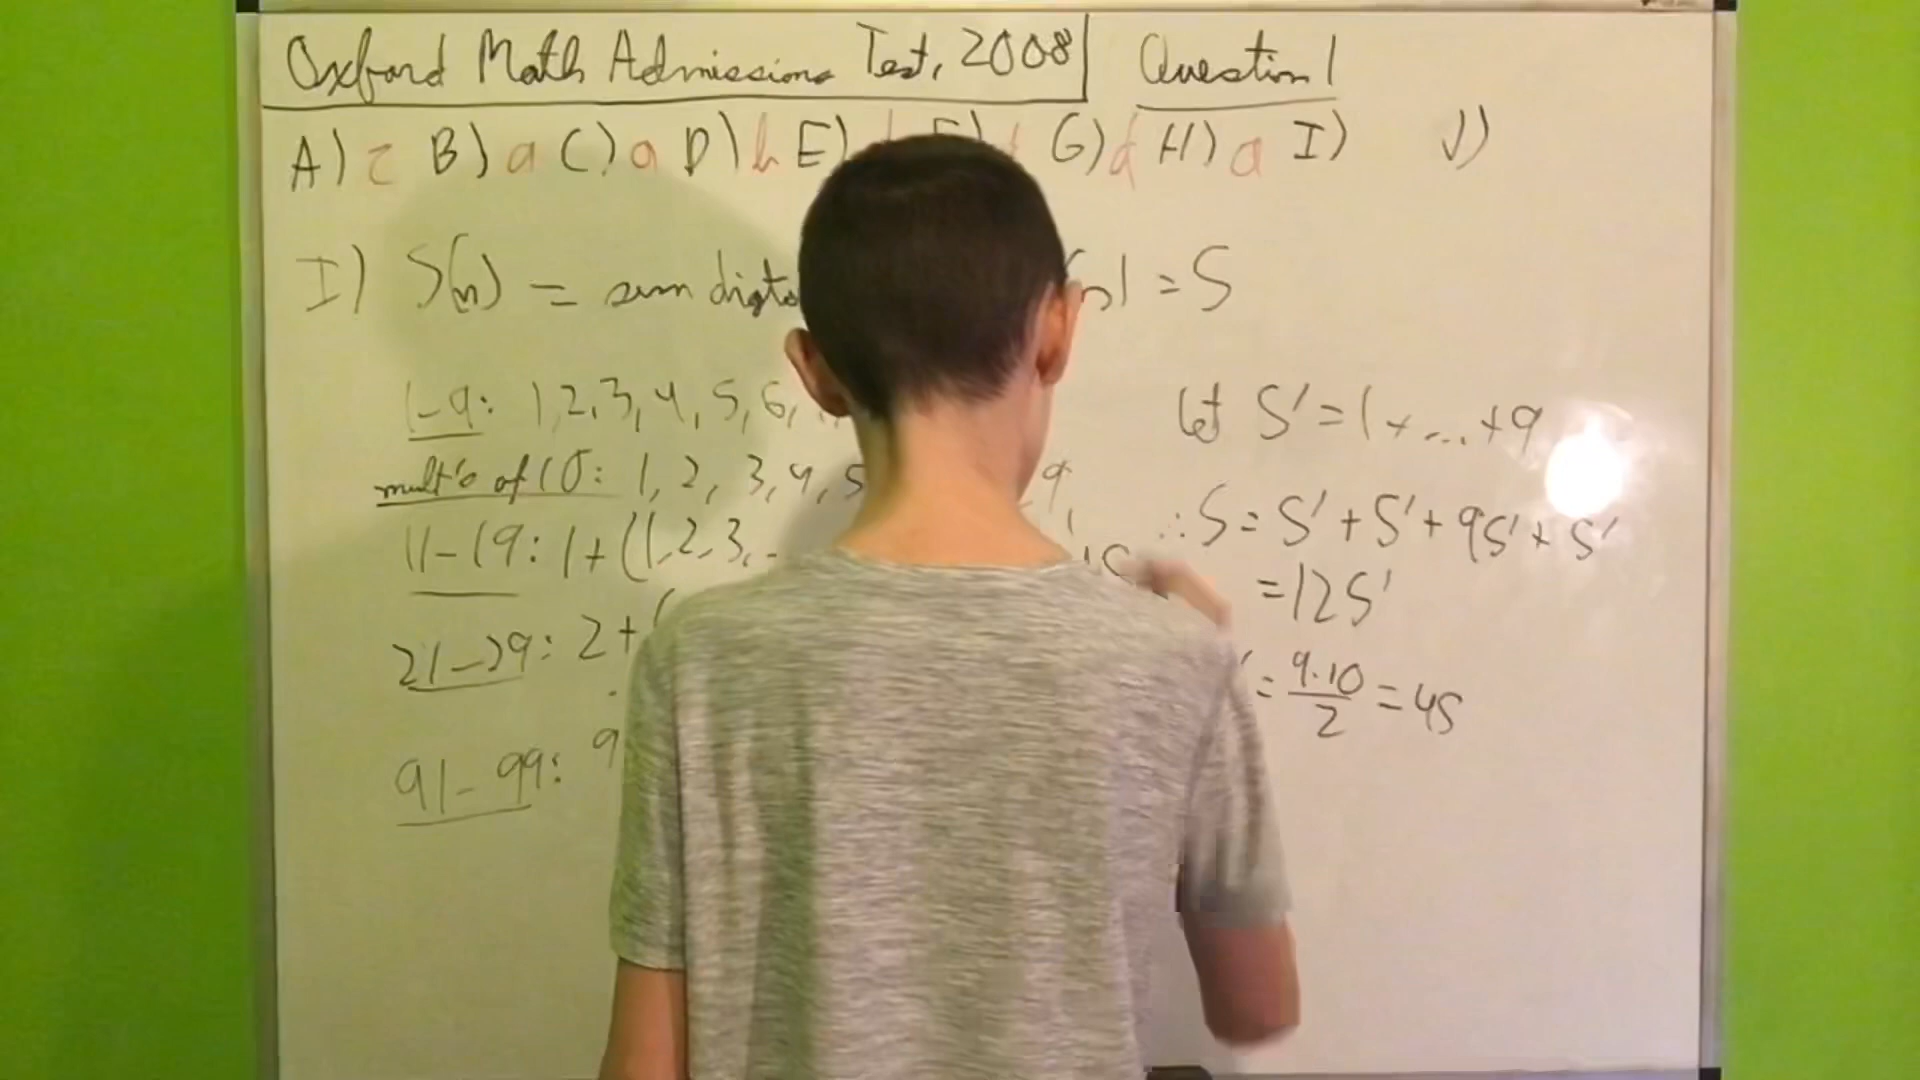 Oxford Math Admissions Test, 2008 Question 1
A) c B) a C) a D) b E) G) d H) a I) J)
I) S(n) = sum digits = S
1-9: 1, 2, 3, 4, 5, 6, let S' = 1 + ... + 9
mult's of 10: 1, 2, 3, 4, 5 9
∴ S = S' + S' + 9S' + S'
11-19: 1 + (1, 2, 3,
= 12S'
21-29: 2 +
= 9·10/2 = 45
91-99: 9